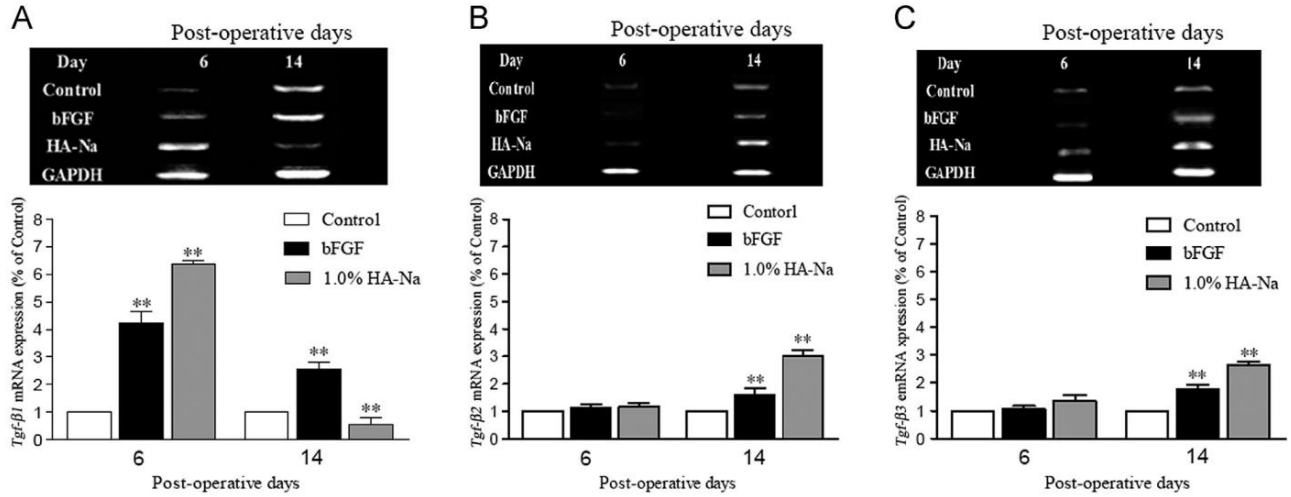 A
Post-operative days
Day 6 14
Control
bFGF
HA-Na
GAPDH
8
7
6
5
4
3
2
1
0
Tgf-β1 mRNA expression (% of Control)
Control
bFGF
1.0% HA-Na
**
**
**
**
6 14
Post-operative days
B
Post-operative days
Day 6 14
Control
bFGF
HA-Na
GAPDH
8
7
6
5
4
3
2
1
0
Tgf-β2 mRNA expression (% of Control)
Contorl
bFGF
1.0% HA-Na
**
**
6 14
Post-operative days
C
Post-operative days
Day 6 14
Control
bFGF
HA-Na
GAPDH
8
7
6
5
4
3
2
1
0
Tgf-β3 emRNA xpression (% of Control)
Control
bFGF
1.0% HA-Na
**
**
6 14
Post-operative days